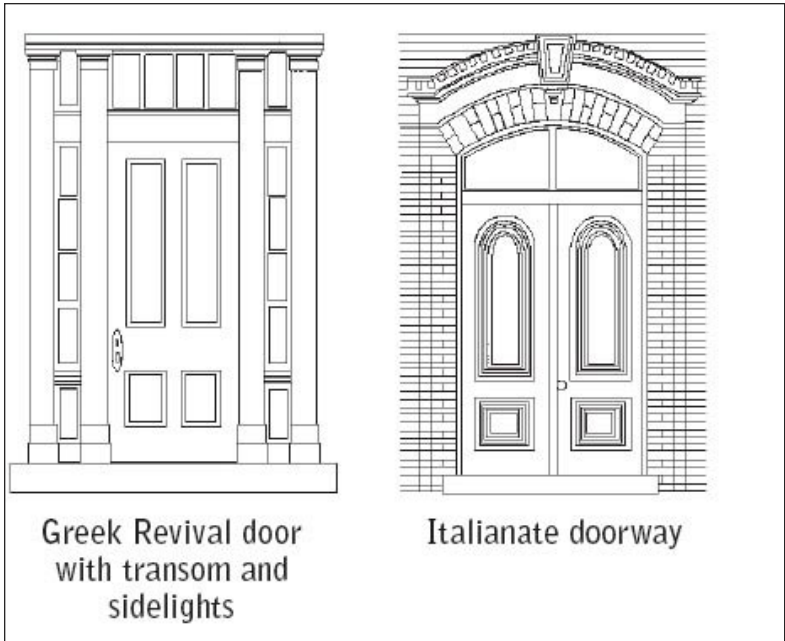 Greek Revival door
with transom and
sidelights
Italianate doorway